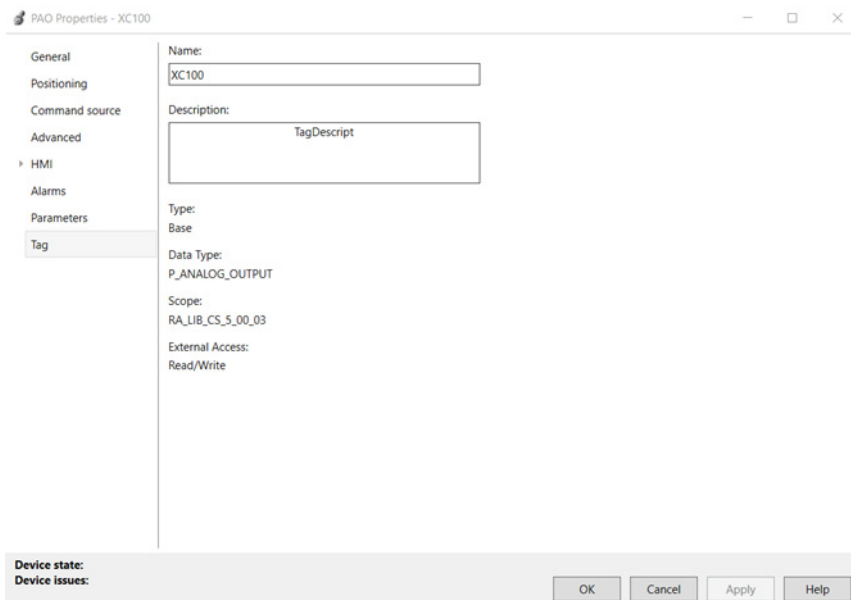 PAO Properties - XC100
General
Positioning
Command source
Advanced
HMI
Alarms
Parameters
Tag
Name:
XC100
Description:
TagDescript
Type:
Base
Data Type:
P_ANALOG_OUTPUT
Scope:
RA_LIB_CS_5_00_03
External Access:
Read/Write
Device state:
Device issues:
OK Cancel Apply Help